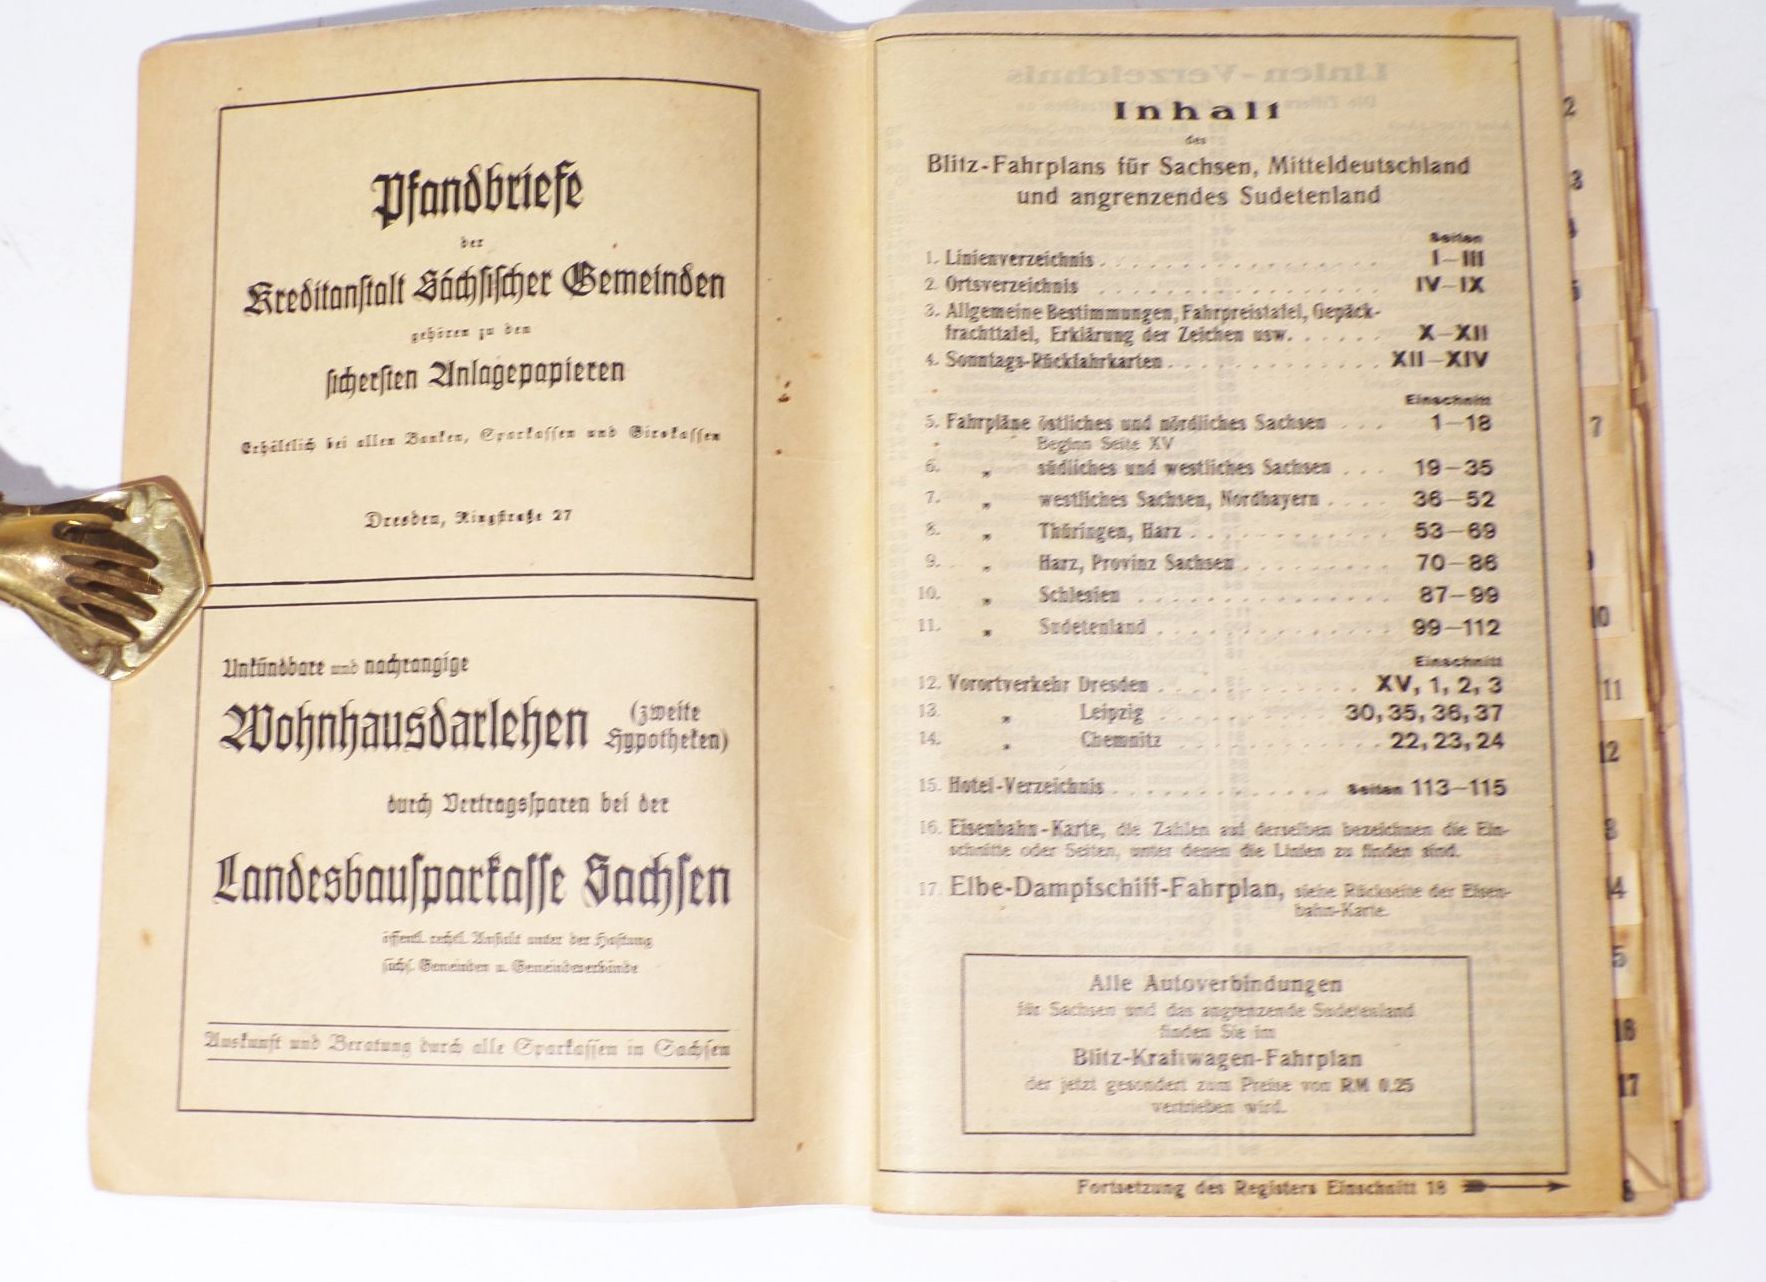 Pfandbriefe
der
Kreditanstalt Sächsischer Gemeinden
gehören zu den
sichersten Anlagepapieren
Erhältlich bei allen Banken, Sparkassen und Girokassen
Dresden, Ringstraße 27
Unkündbare und nachrangige
Wohnhausdarlehen (zweite Hypotheken)
durch Vertragssparen bei der
Landesbausparkasse Sachsen
öffentl. rechtl. Anstalt unter der Haftung
sächs. Gemeinden u. Gemeindeverbände
Auskunft und Beratung durch alle Sparkassen in Sachsen
Linien-Verzeichnis
Inhalt
des
Blitz-Fahrplans für Sachsen, Mitteldeutschland
und angrenzendes Sudetenland
Seiten
1. Linienverzeichnis . . . . . . . . . . . . . . . . I—III
2. Ortsverzeichnis . . . . . . . . . . . . . . . . . IV—IX
3. Allgemeine Bestimmungen, Fahrpreistafel, Gepäck-
frachttafel, Erklärung der Zeichen usw. . . . . . . X—XII
4. Sonntags-Rückfahrkarten . . . . . . . . . . . . XII—XIV
Einschnitt
5. Fahrpläne östliches und nördliches Sachsen . . . 1—18
Beginn Seite XV
6. „ südliches und westliches Sachsen . . . 19—35
7. „ westliches Sachsen, Nordbayern . . . . 36—52
8. „ Thüringen, Harz . . . . . . . . . . . . 53—69
9. „ Harz, Provinz Sachsen . . . . . . . . . 70—86
10. „ Schlesien . . . . . . . . . . . . . . . 87—99
11. „ Sudetenland . . . . . . . . . . . . . . 99—112
Einschnitt
12. Vorortverkehr Dresden . . . . . . . . . . . . XV, 1, 2, 3
13. „ Leipzig . . . . . . . . . . . 30, 35, 36, 37
14. „ Chemnitz . . . . . . . . . . . 22, 23, 24
15. Hotel-Verzeichnis . . . . . . . . . . . . Seiten 113—115
16. Eisenbahn-Karte, die Zahlen auf derselben bezeichnen die Ein-
schnitte oder Seiten, unter denen die Linien zu finden sind.
17. Elbe-Dampfschiff-Fahrplan, siehe Rückseite der Eisen-
bahn-Karte.
Alle Autoverbindungen
für Sachsen und das angrenzende Sudetenland
finden Sie im
Blitz-Kraftwagen-Fahrplan
der jetzt gesondert zum Preise von RM 0.25
vertrieben wird.
Fortsetzung des Registers Einschnitt 18
2
3
7
10
11
12
17